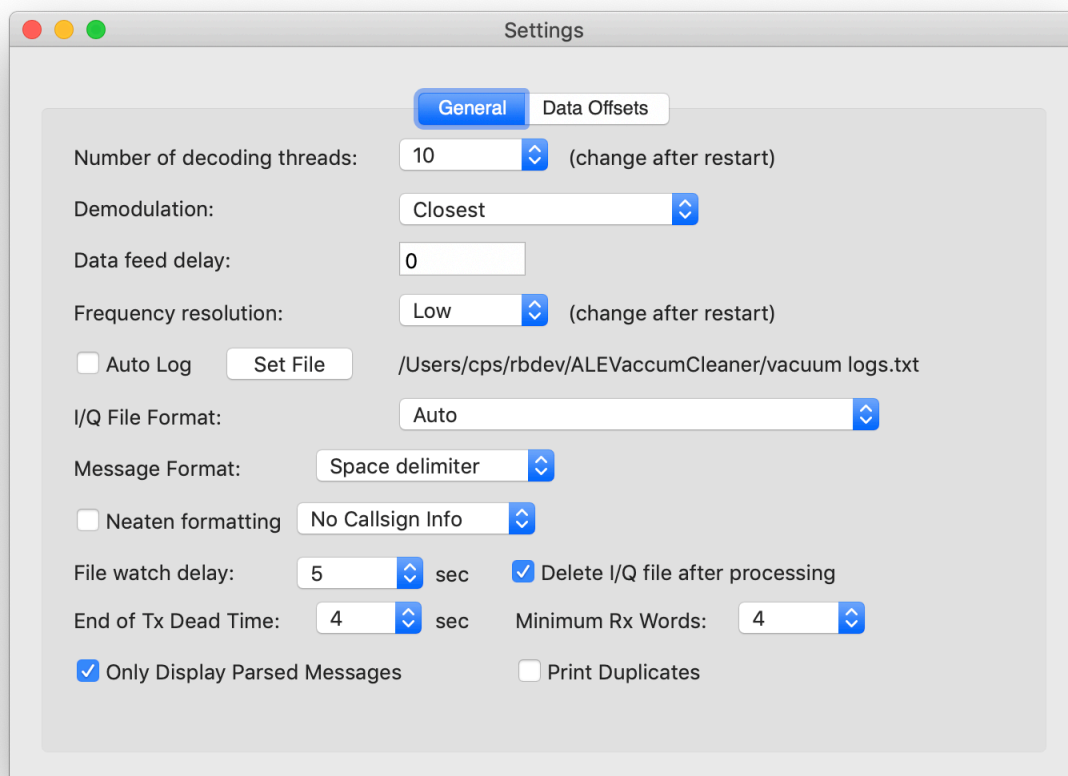 Settings
General Data Offsets
Number of decoding threads: 10 (change after restart)
Demodulation: Closest
Data feed delay: 0
Frequency resolution: Low (change after restart)
Auto Log Set File /Users/cps/rbdev/ALEVaccumCleaner/vacuum logs.txt
I/Q File Format: Auto
Message Format: Space delimiter
Neaten formatting No Callsign Info
File watch delay: 5 sec Delete I/Q file after processing
End of Tx Dead Time: 4 sec Minimum Rx Words: 4
Only Display Parsed Messages Print Duplicates